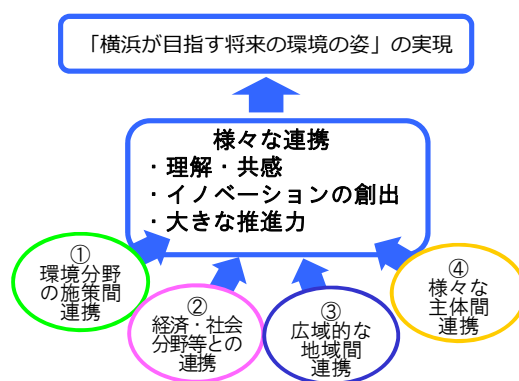 「横浜が目指す将来の環境の姿」の実現
様々な連携
・理解・共感
・イノベーションの創出
・大きな推進力
①
環境分野
の施策間
連携
②
経済・社会
分野等との
連携
③
広域的な
地域間
連携
④
様々な
主体間
連携